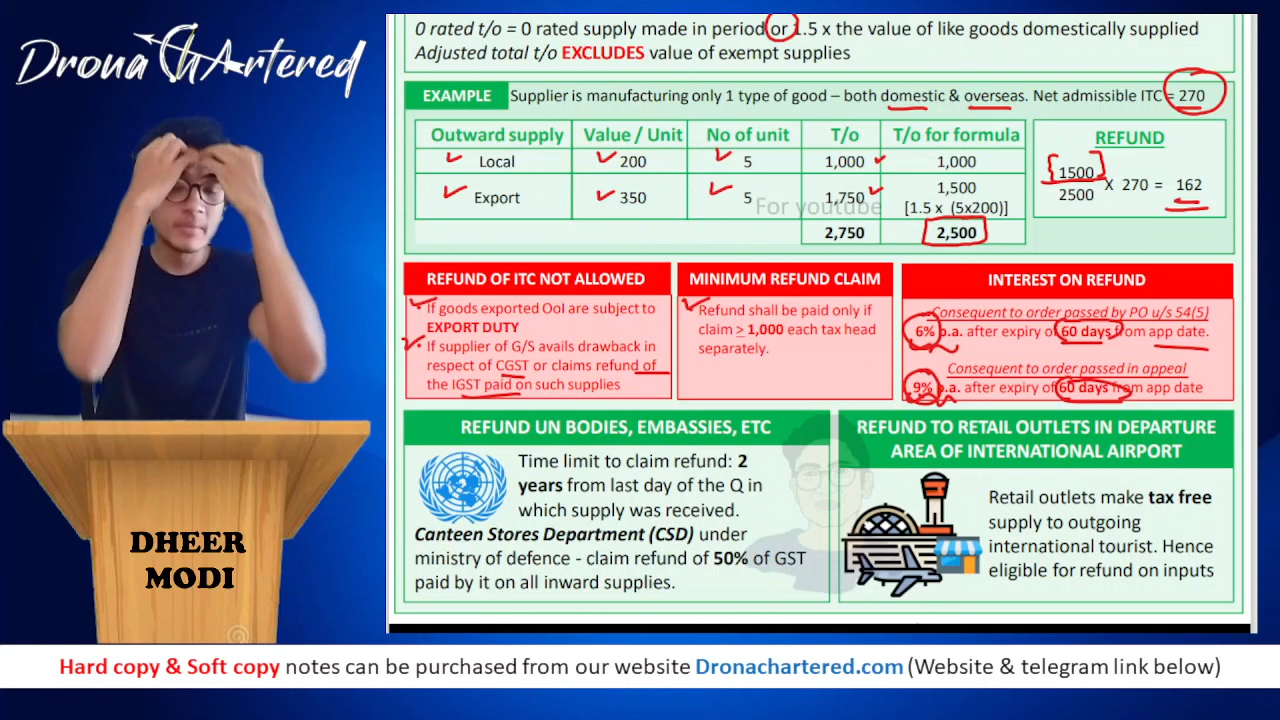 Drona CHArtered
0 rated t/o = 0 rated supply made in period or 1.5 x the value of like goods domestically supplied
Adjusted total t/o EXCLUDES value of exempt supplies
EXAMPLE Supplier is manufacturing only 1 type of good – both domestic & overseas. Net admissible ITC = 270
Outward supply Value / Unit No of unit T/o T/o for formula
Local 200 5 1,000 1,000
Export 350 5 1,750 1,500
[1.5 x (5x200)]
2,750 2,500
For youtube
REFUND
1500
2500
X 270 = 162
REFUND OF ITC NOT ALLOWED
• If goods exported OoI are subject to
EXPORT DUTY
• If supplier of G/S avails drawback in
respect of CGST or claims refund of
the IGST paid on such supplies
MINIMUM REFUND CLAIM
Refund shall be paid only if
claim ≥ 1,000 each tax head
separately.
INTEREST ON REFUND
Consequent to order passed by PO u/s 54(5)
6% p.a. after expiry of 60 days from app date.
Consequent to order passed in appeal
9% p.a. after expiry of 60 days from app date
REFUND UN BODIES, EMBASSIES, ETC
Time limit to claim refund: 2
years from last day of the Q in
which supply was received.
Canteen Stores Department (CSD) under
ministry of defence - claim refund of 50% of GST
paid by it on all inward supplies.
REFUND TO RETAIL OUTLETS IN DEPARTURE
AREA OF INTERNATIONAL AIRPORT
Retail outlets make tax free
supply to outgoing
international tourist. Hence
eligible for refund on inputs
DHEER
MODI
Hard copy & Soft copy notes can be purchased from our website Dronachartered.com (Website & telegram link below)